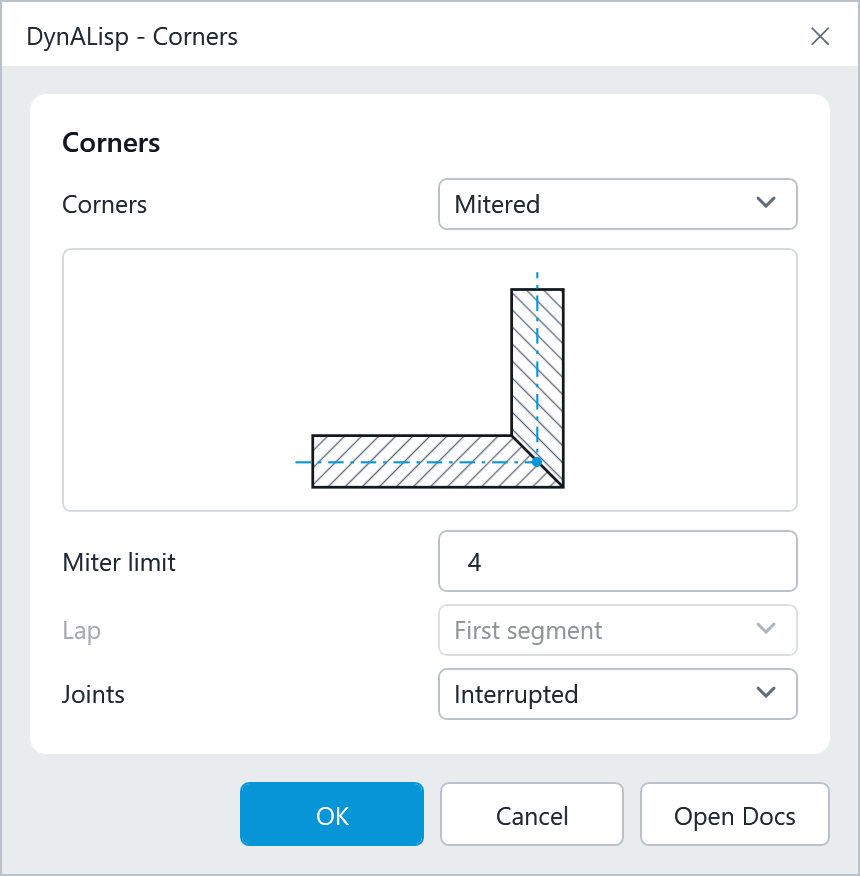 DynALisp - Corners
Corners
Corners Mitered
Miter limit 4
Lap First segment
Joints Interrupted
OK Cancel Open Docs